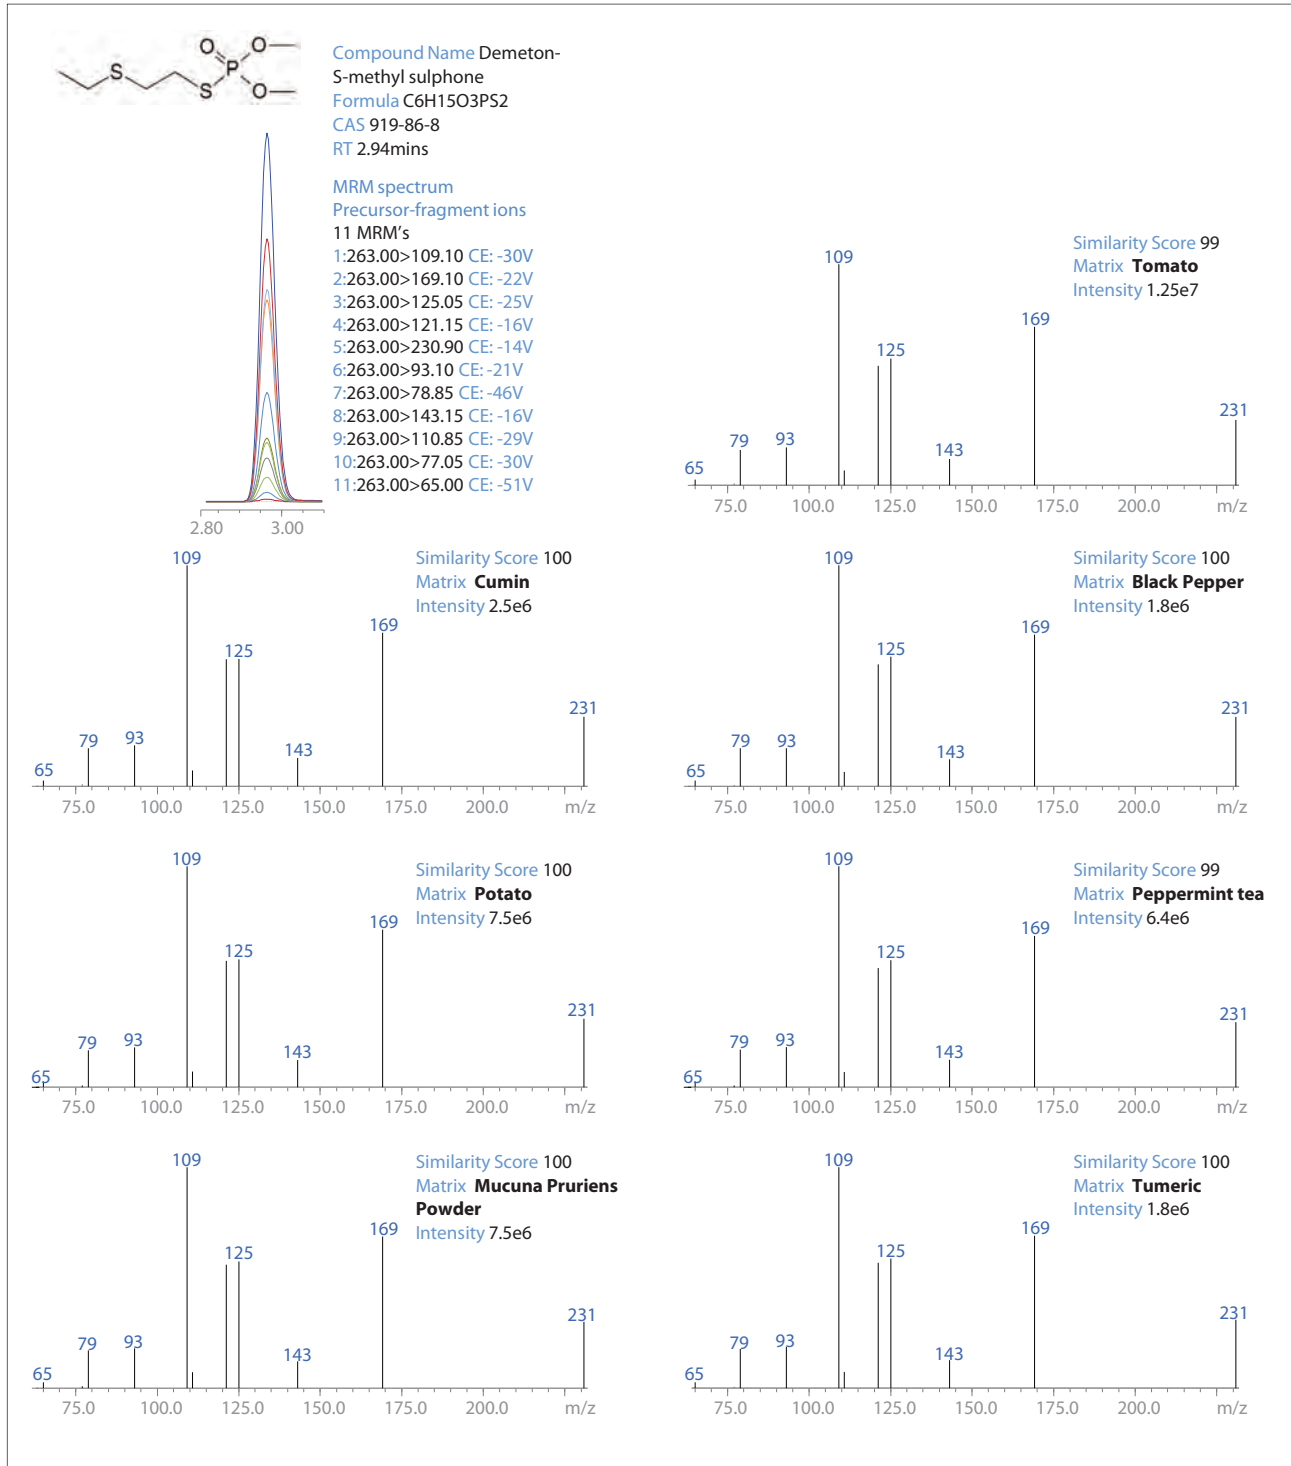 O
O
P
S
S
O
Compound Name Demeton-
S-methyl sulphone
Formula C6H15O3PS2
CAS 919-86-8
RT 2.94mins
MRM spectrum
Precursor-fragment ions
11 MRM's
1:263.00>109.10 CE: -30V
2:263.00>169.10 CE: -22V
3:263.00>125.05 CE: -25V
4:263.00>121.15 CE: -16V
5:263.00>230.90 CE: -14V
6:263.00>93.10 CE: -21V
7:263.00>78.85 CE: -46V
8:263.00>143.15 CE: -16V
9:263.00>110.85 CE: -29V
10:263.00>77.05 CE: -30V
11:263.00>65.00 CE: -51V
2.80 3.00
Similarity Score 99
Matrix Tomato
Intensity 1.25e7
109
169
125
231
79 93
143
65
75.0 100.0 125.0 150.0 175.0 200.0 m/z
Similarity Score 100
Matrix Cumin
Intensity 2.5e6
109
169
125
231
79 93
143
65
75.0 100.0 125.0 150.0 175.0 200.0 m/z
Similarity Score 100
Matrix Black Pepper
Intensity 1.8e6
109
169
125
231
79 93
143
65
75.0 100.0 125.0 150.0 175.0 200.0 m/z
Similarity Score 100
Matrix Potato
Intensity 7.5e6
109
169
125
231
79 93
143
65
75.0 100.0 125.0 150.0 175.0 200.0 m/z
Similarity Score 99
Matrix Peppermint tea
Intensity 6.4e6
109
169
125
231
79 93
143
65
75.0 100.0 125.0 150.0 175.0 200.0 m/z
Similarity Score 100
Matrix Mucuna Pruriens
Powder
Intensity 7.5e6
109
169
125
231
79 93
143
65
75.0 100.0 125.0 150.0 175.0 200.0 m/z
Similarity Score 100
Matrix Tumeric
Intensity 1.8e6
109
169
125
231
79 93
143
65
75.0 100.0 125.0 150.0 175.0 200.0 m/z